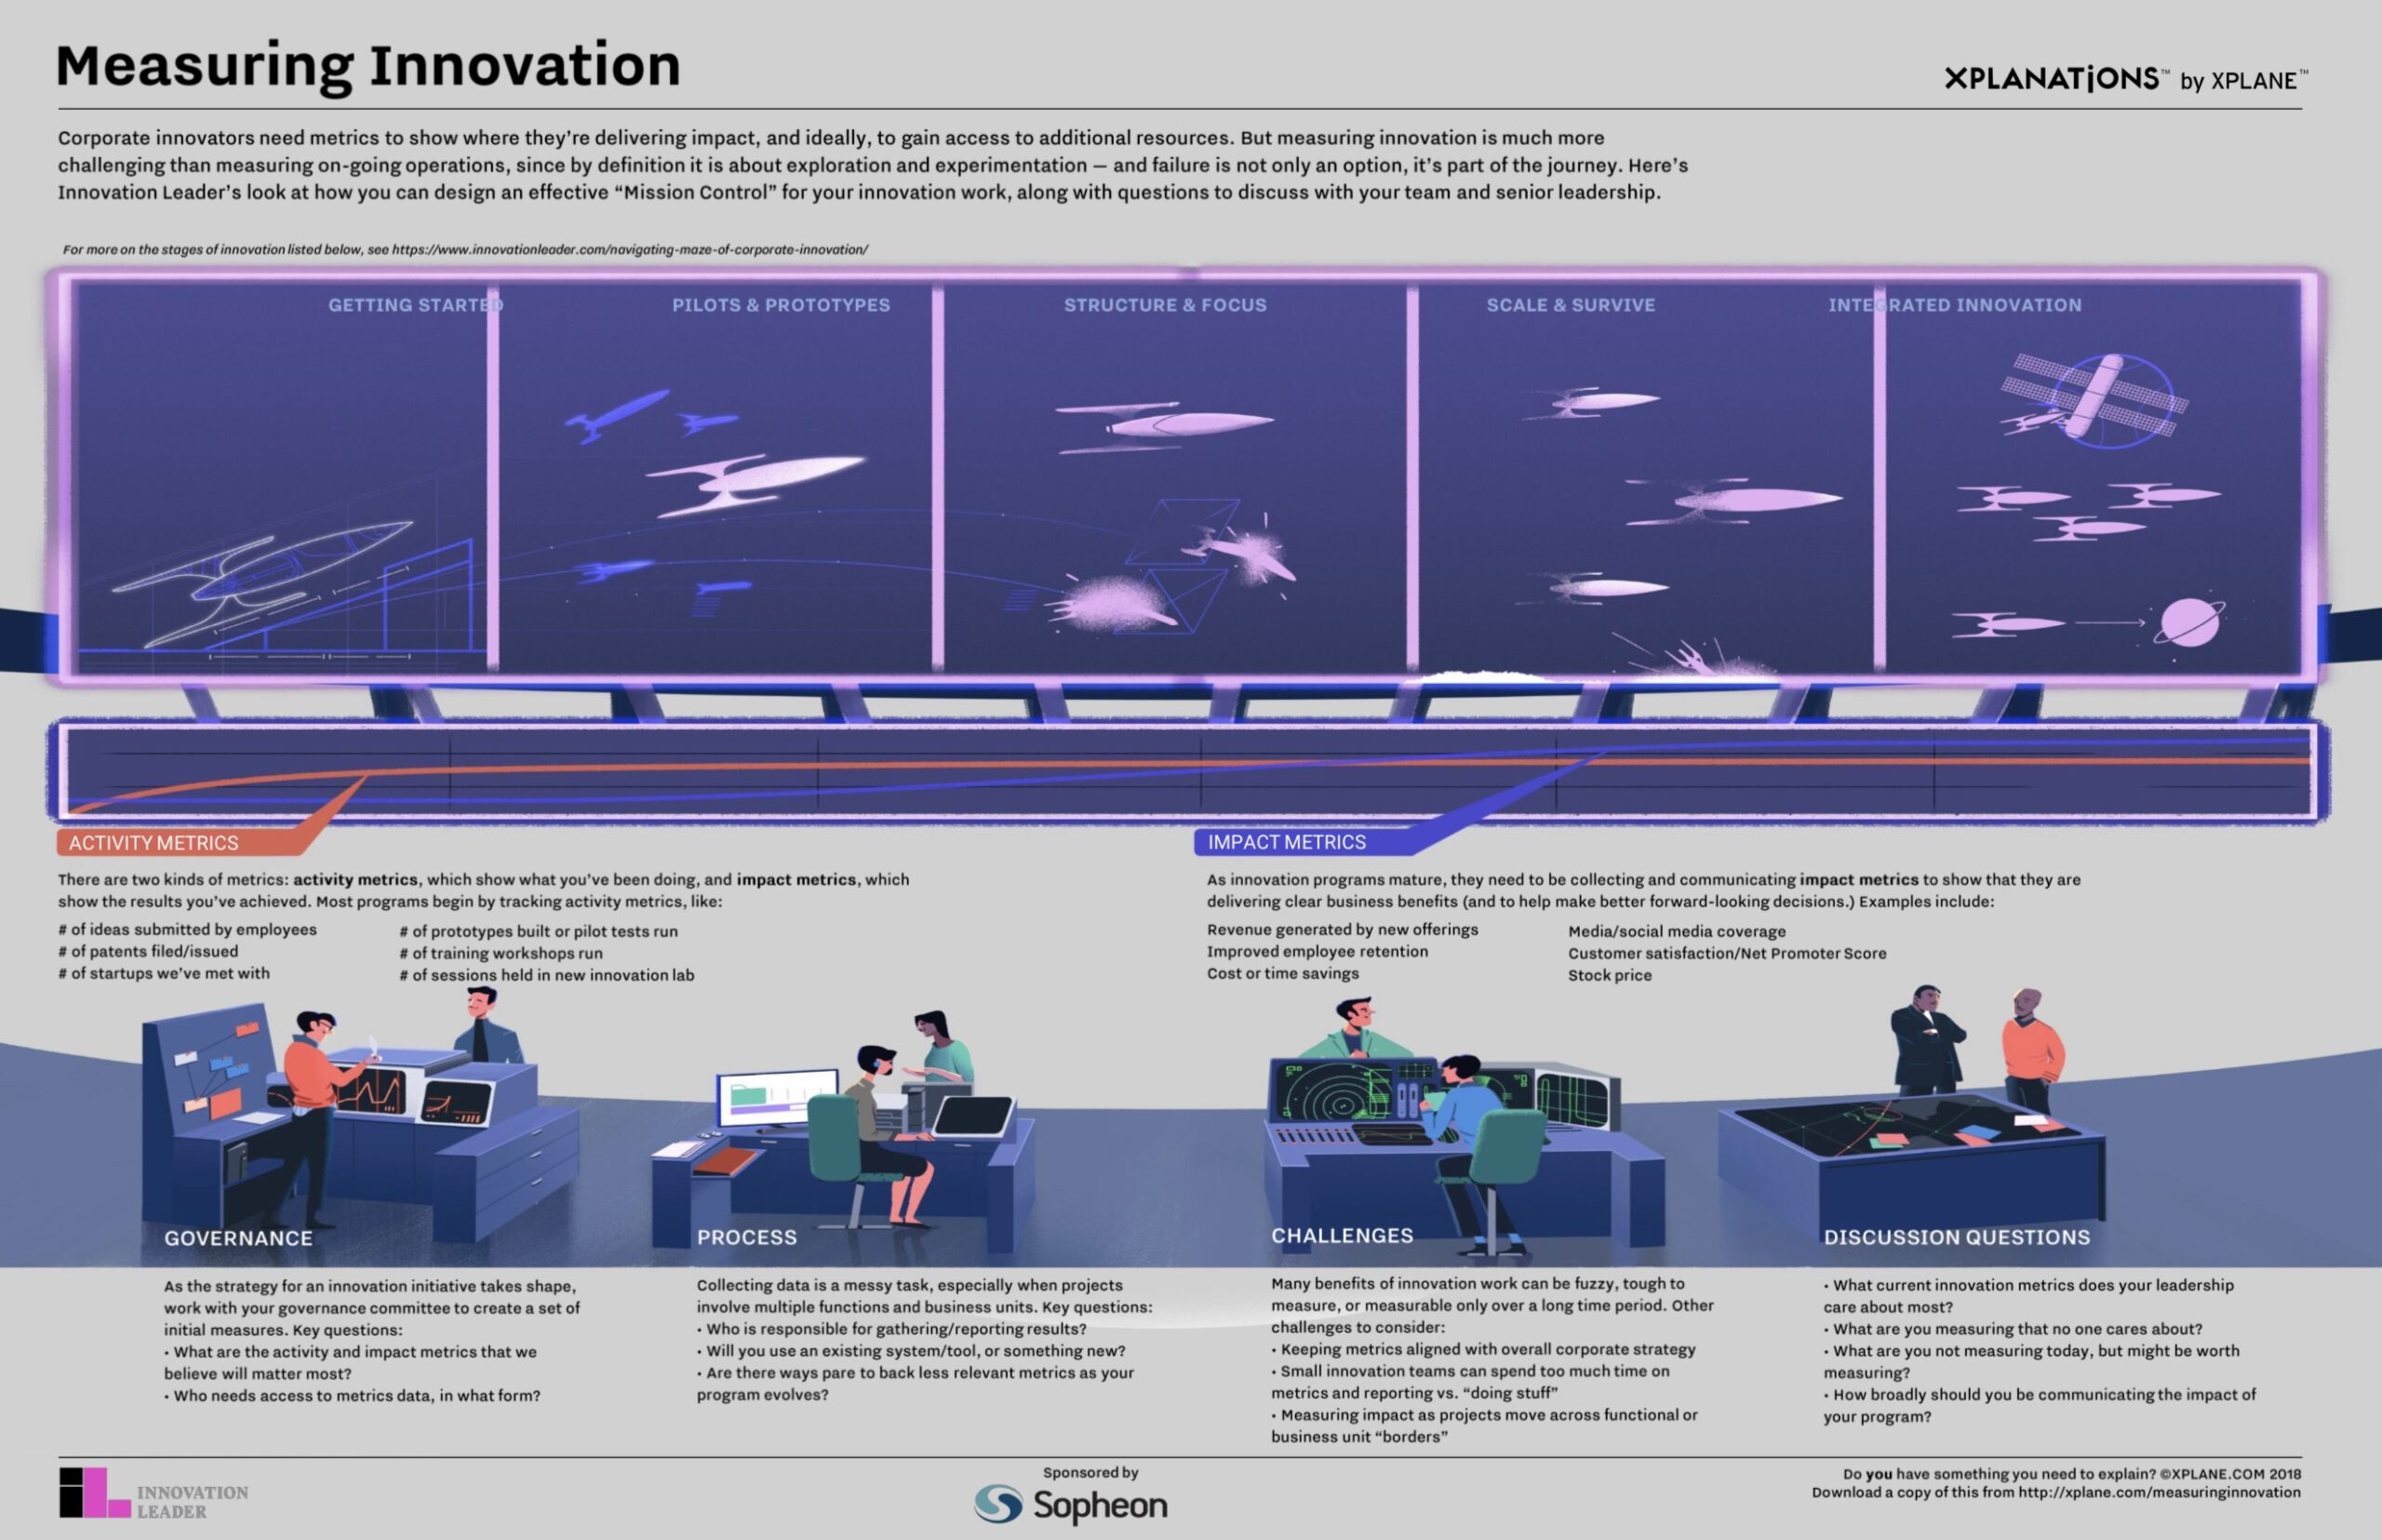 Measuring Innovation
XPLANATiONS™ by XPLANE™
Corporate innovators need metrics to show where they're delivering impact, and ideally, to gain access to additional resources. But measuring innovation is much more
challenging than measuring on-going operations, since by definition it is about exploration and experimentation — and failure is not only an option, it's part of the journey. Here's
Innovation Leader's look at how you can design an effective “Mission Control” for your innovation work, along with questions to discuss with your team and senior leadership.
For more on the stages of innovation listed below, see https://www.innovationleader.com/navigating-maze-of-corporate-innovation/
GETTING STARTED
PILOTS & PROTOTYPES
STRUCTURE & FOCUS
SCALE & SURVIVE
INTEGRATED INNOVATION
ACTIVITY METRICS
There are two kinds of metrics: activity metrics, which show what you've been doing, and impact metrics, which
show the results you've achieved. Most programs begin by tracking activity metrics, like:
# of ideas submitted by employees
# of patents filed/issued
# of startups we've met with
# of prototypes built or pilot tests run
# of training workshops run
# of sessions held in new innovation lab
IMPACT METRICS
As innovation programs mature, they need to be collecting and communicating impact metrics to show that they are
delivering clear business benefits (and to help make better forward-looking decisions.) Examples include:
Revenue generated by new offerings
Improved employee retention
Cost or time savings
Media/social media coverage
Customer satisfaction/Net Promoter Score
Stock price
GOVERNANCE
As the strategy for an innovation initiative takes shape,
work with your governance committee to create a set of
initial measures. Key questions:
• What are the activity and impact metrics that we
believe will matter most?
• Who needs access to metrics data, in what form?
PROCESS
Collecting data is a messy task, especially when projects
involve multiple functions and business units. Key questions:
• Who is responsible for gathering/reporting results?
• Will you use an existing system/tool, or something new?
• Are there ways pare to back less relevant metrics as your
program evolves?
CHALLENGES
Many benefits of innovation work can be fuzzy, tough to
measure, or measurable only over a long time period. Other
challenges to consider:
• Keeping metrics aligned with overall corporate strategy
• Small innovation teams can spend too much time on
metrics and reporting vs. “doing stuff”
• Measuring impact as projects move across functional or
business unit “borders”
DISCUSSION QUESTIONS
• What current innovation metrics does your leadership
care about most?
• What are you measuring that no one cares about?
• What are you not measuring today, but might be worth
measuring?
• How broadly should you be communicating the impact of
your program?
INNOVATION
LEADER
Sponsored by
Sopheon
Do you have something you need to explain? ©XPLANE.COM 2018
Download a copy of this from http://xplane.com/measuringinnovation